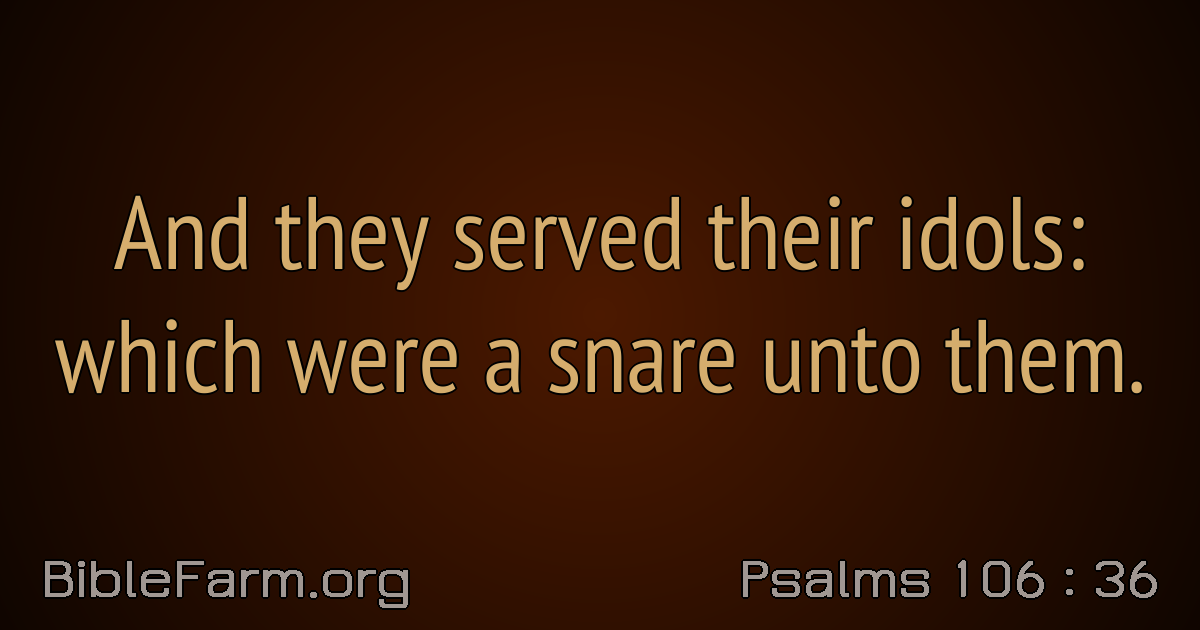 And they served their idols:
which were a snare unto them.
BibleFarm.org
Psalms 106 : 36